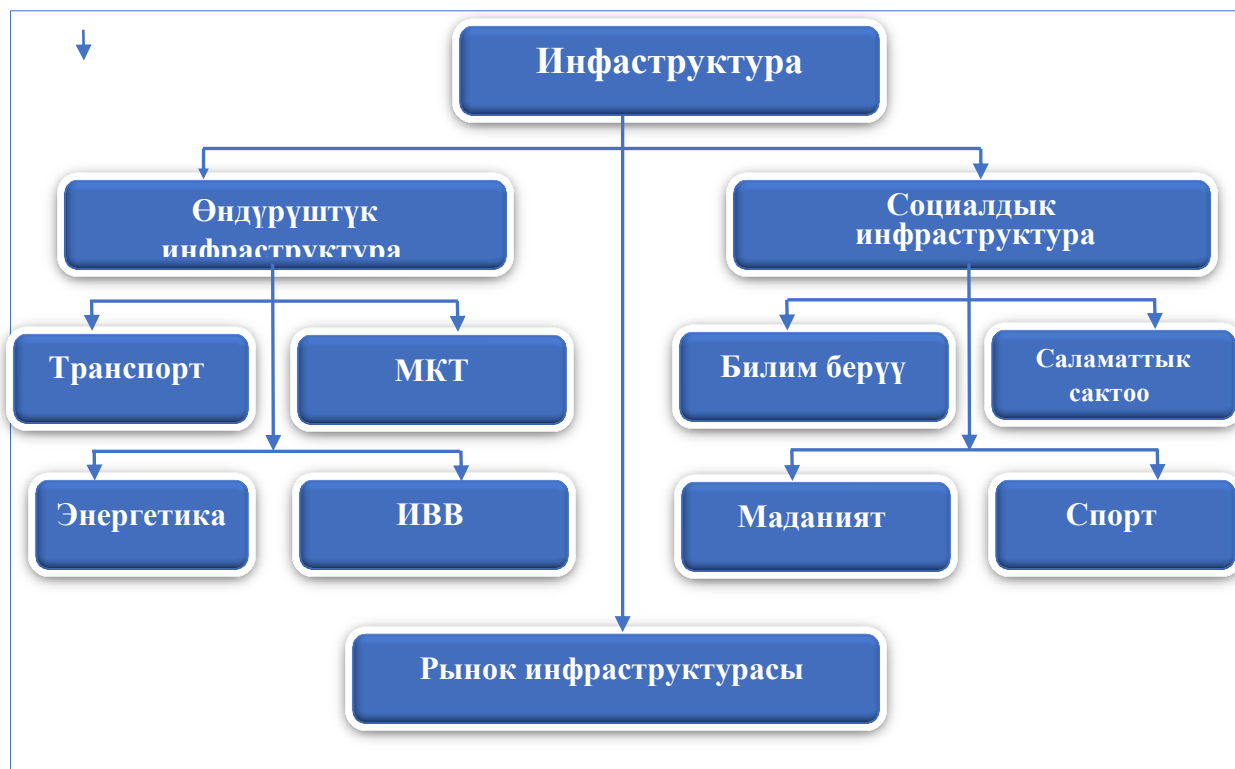 Инфаструктура
Өндүрүштүк
инфраструктура
Социалдык
инфраструктура
Транспорт
МКТ
Билим берүү
Саламаттык
сактоо
Энергетика
ИВВ
Маданият
Спорт
Рынок инфраструктурасы